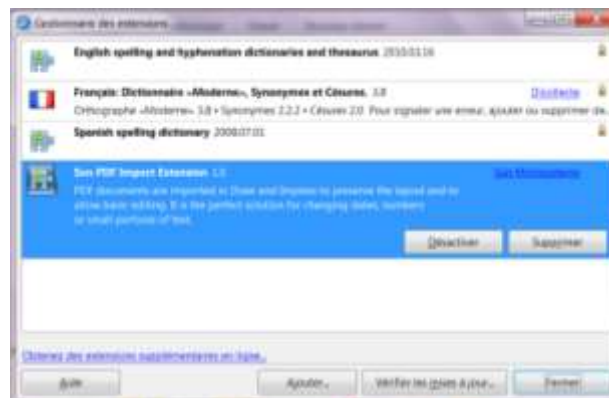 Gestionnaire des extensions
English spelling and hyphenation dictionaries and thesaurus 2010.03.16
Français: Dictionnaire «Moderne», Synonymes et Césures. 3.8 Dicollecte
Orthographe «Moderne» 3.8 • Synonymes 2.2.2 • Césures 2.0 Pour signaler une erreur, ajouter ou supprimer de..
Spanish spelling dictionary 2008.07.01
Sun PDF Import Extension 1.0 Sun Microsystems
PDF documents are imported in Draw and Impress to preserve the layout and to
allow basic editing. It is the perfect solution for changing dates, numbers
or small portions of text.
Désactiver Supprimer
Obtenez des extensions supplémentaires en ligne...
Aide Ajouter... Vérifier les mises à jour... Fermer